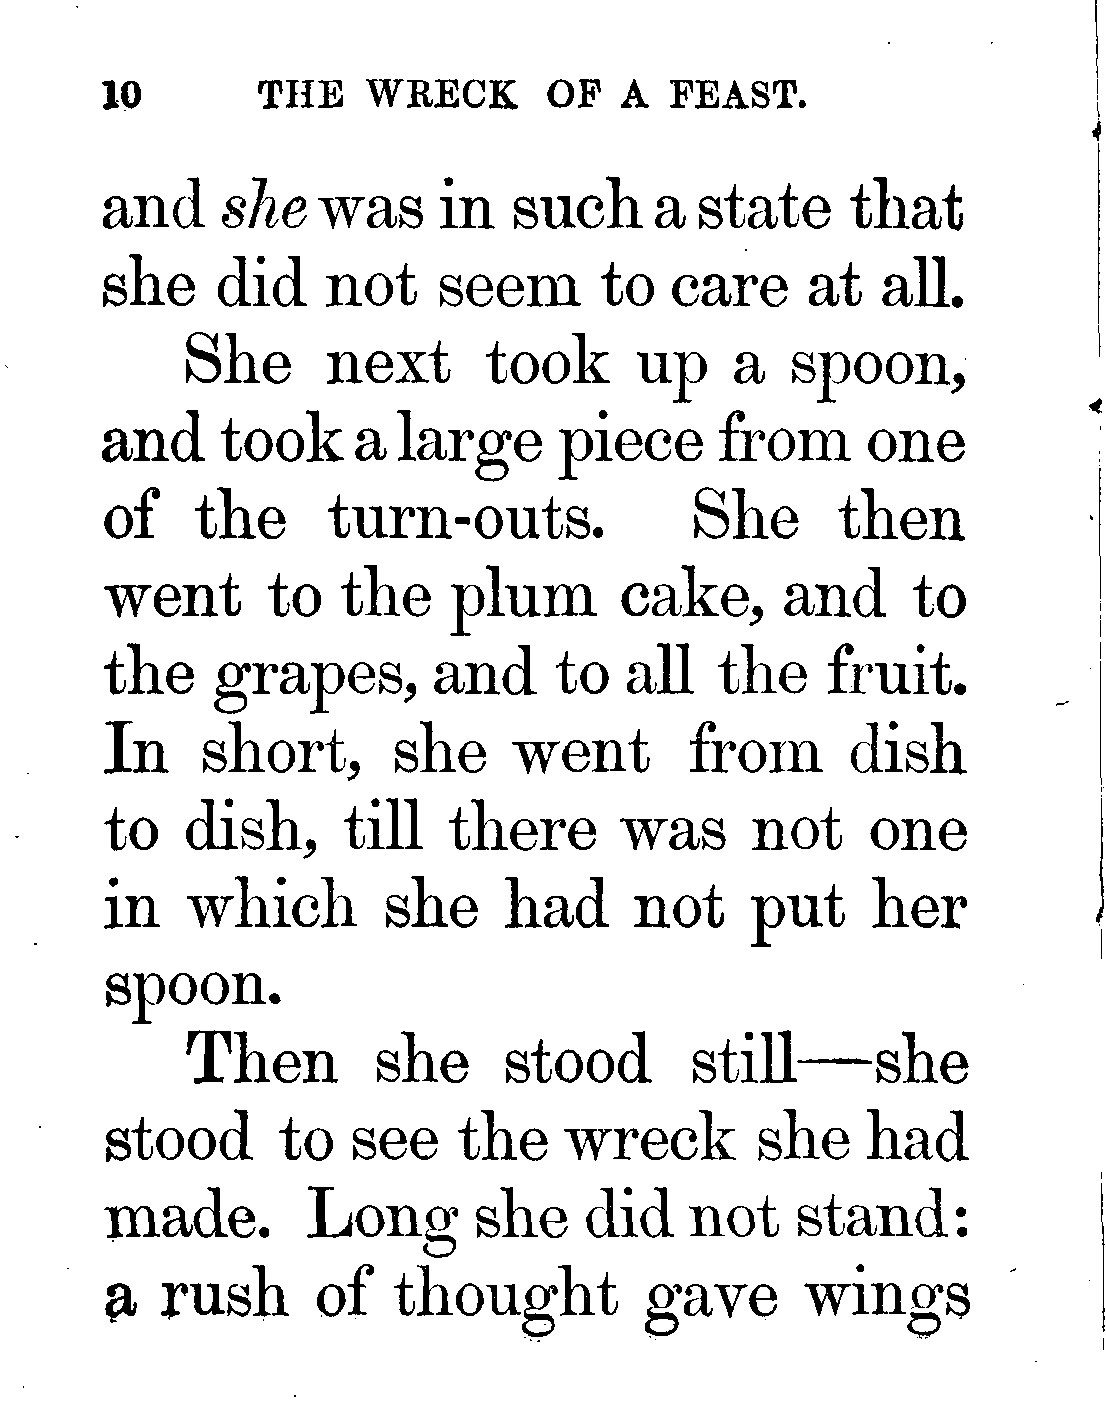 10 THE WRECK OF A FEAST.
and she was in such a state that
she did not seem to care at all.
She next took up a spoon,
and took a large piece from one
of the turn-outs. She then
went to the plum cake, and to
the grapes, and to all the fruit.
In short, she went from dish
to dish, till there was not one
in which she had not put her
spoon.
Then she stood still—she
stood to see the wreck she had
made. Long she did not stand:
a rush of thought gave wings